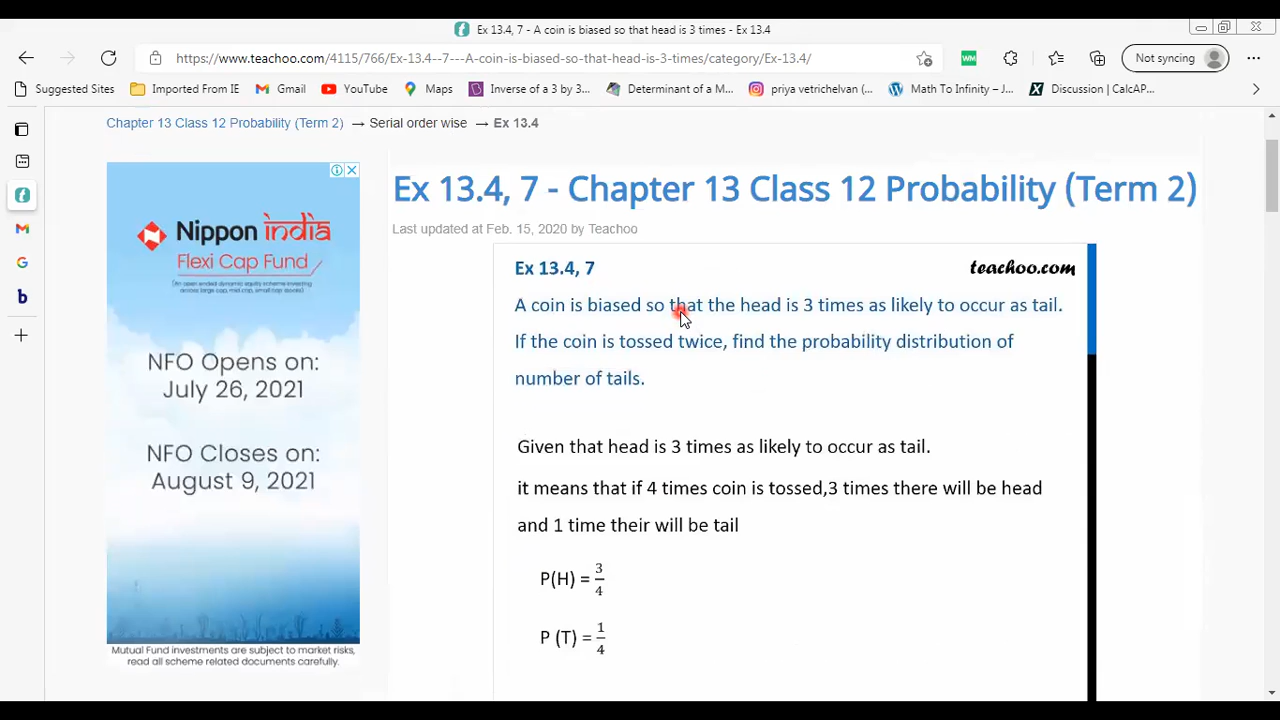 Ex 13.4, 7 - A coin is biased so that head is 3 times - Ex 13.4
https://www.teachoo.com/4115/766/Ex-13.4--7---A-coin-is-biased-so-that-head-is-3-times/category/Ex-13.4/
WM
Not syncing
Suggested Sites
Imported From IE
Gmail
YouTube
Maps
Inverse of a 3 by 3...
Determinant of a M...
priya vetrichelvan (...
Math To Infinity – J...
Discussion | CalcAP...
Chapter 13 Class 12 Probability (Term 2) → Serial order wise → Ex 13.4
Ex 13.4, 7 - Chapter 13 Class 12 Probability (Term 2)
Last updated at Feb. 15, 2020 by Teachoo
Nippon india
Flexi Cap Fund
NFO Opens on:
July 26, 2021
NFO Closes on:
August 9, 2021
Mutual Fund investments are subject to market risks,
read all scheme related documents carefully.
Ex 13.4, 7
teachoo.com
A coin is biased so that the head is 3 times as likely to occur as tail.
If the coin is tossed twice, find the probability distribution of
number of tails.
Given that head is 3 times as likely to occur as tail.
it means that if 4 times coin is tossed,3 times there will be head
and 1 time their will be tail
P(H) = 3/4
P (T) = 1/4